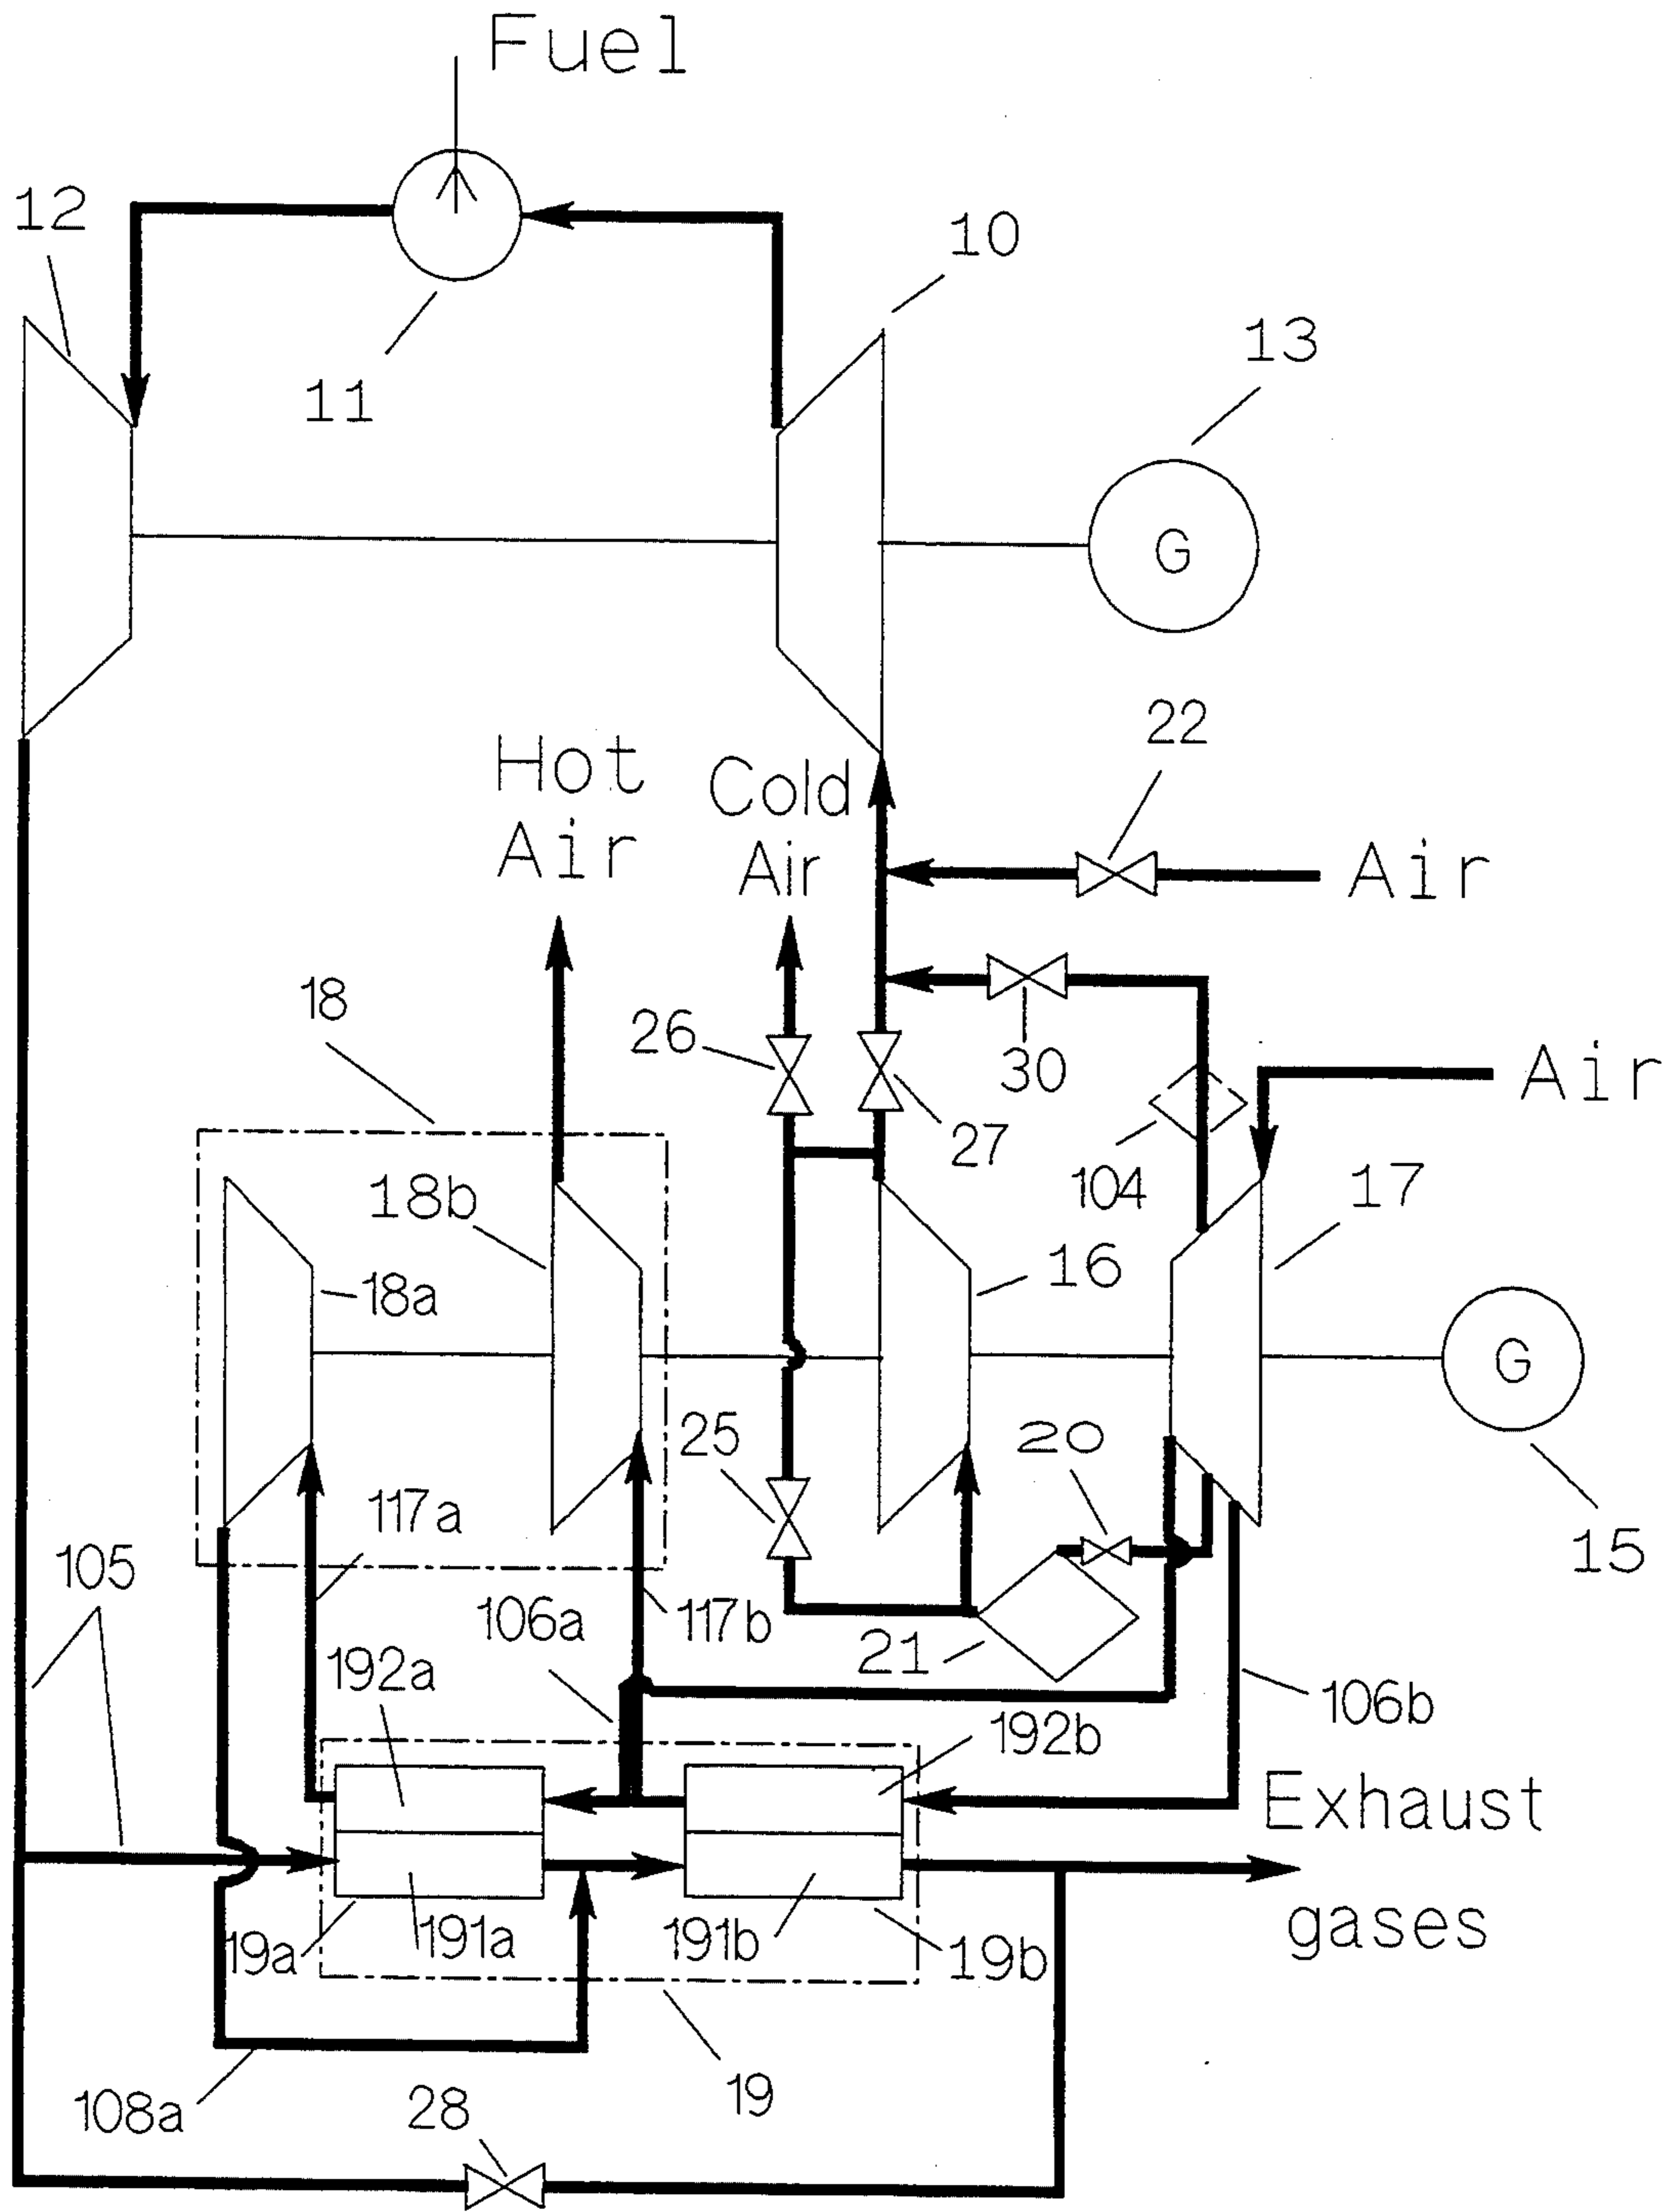 Fuel
12
10
13
11
G
22
Hot
Air
Cold
Air
Air
18
26
30
Air
27
104
17
18b
16
18a
G
25
20
117a
15
105
106a
117b
21
192a
106b
192b
Exhaust
gases
19a
191a
191b
19b
108a
28
19